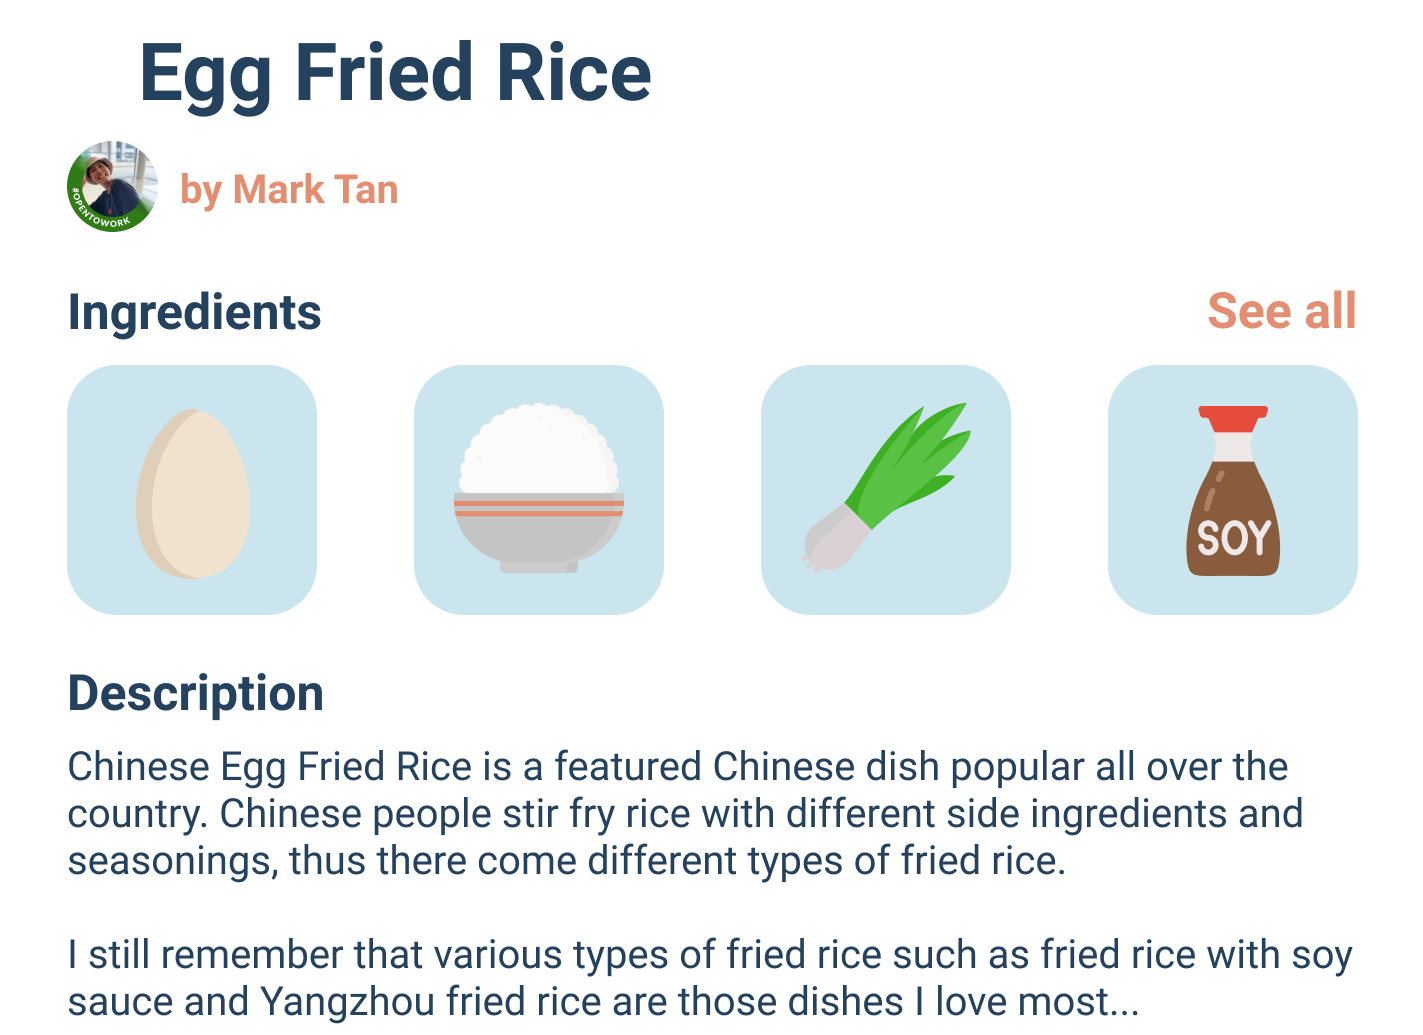 Egg Fried Rice
#OPENTOWORK
by Mark Tan
Ingredients
See all
SOY
Description
Chinese Egg Fried Rice is a featured Chinese dish popular all over the
country. Chinese people stir fry rice with different side ingredients and
seasonings, thus there come different types of fried rice.
I still remember that various types of fried rice such as fried rice with soy
sauce and Yangzhou fried rice are those dishes I love most...